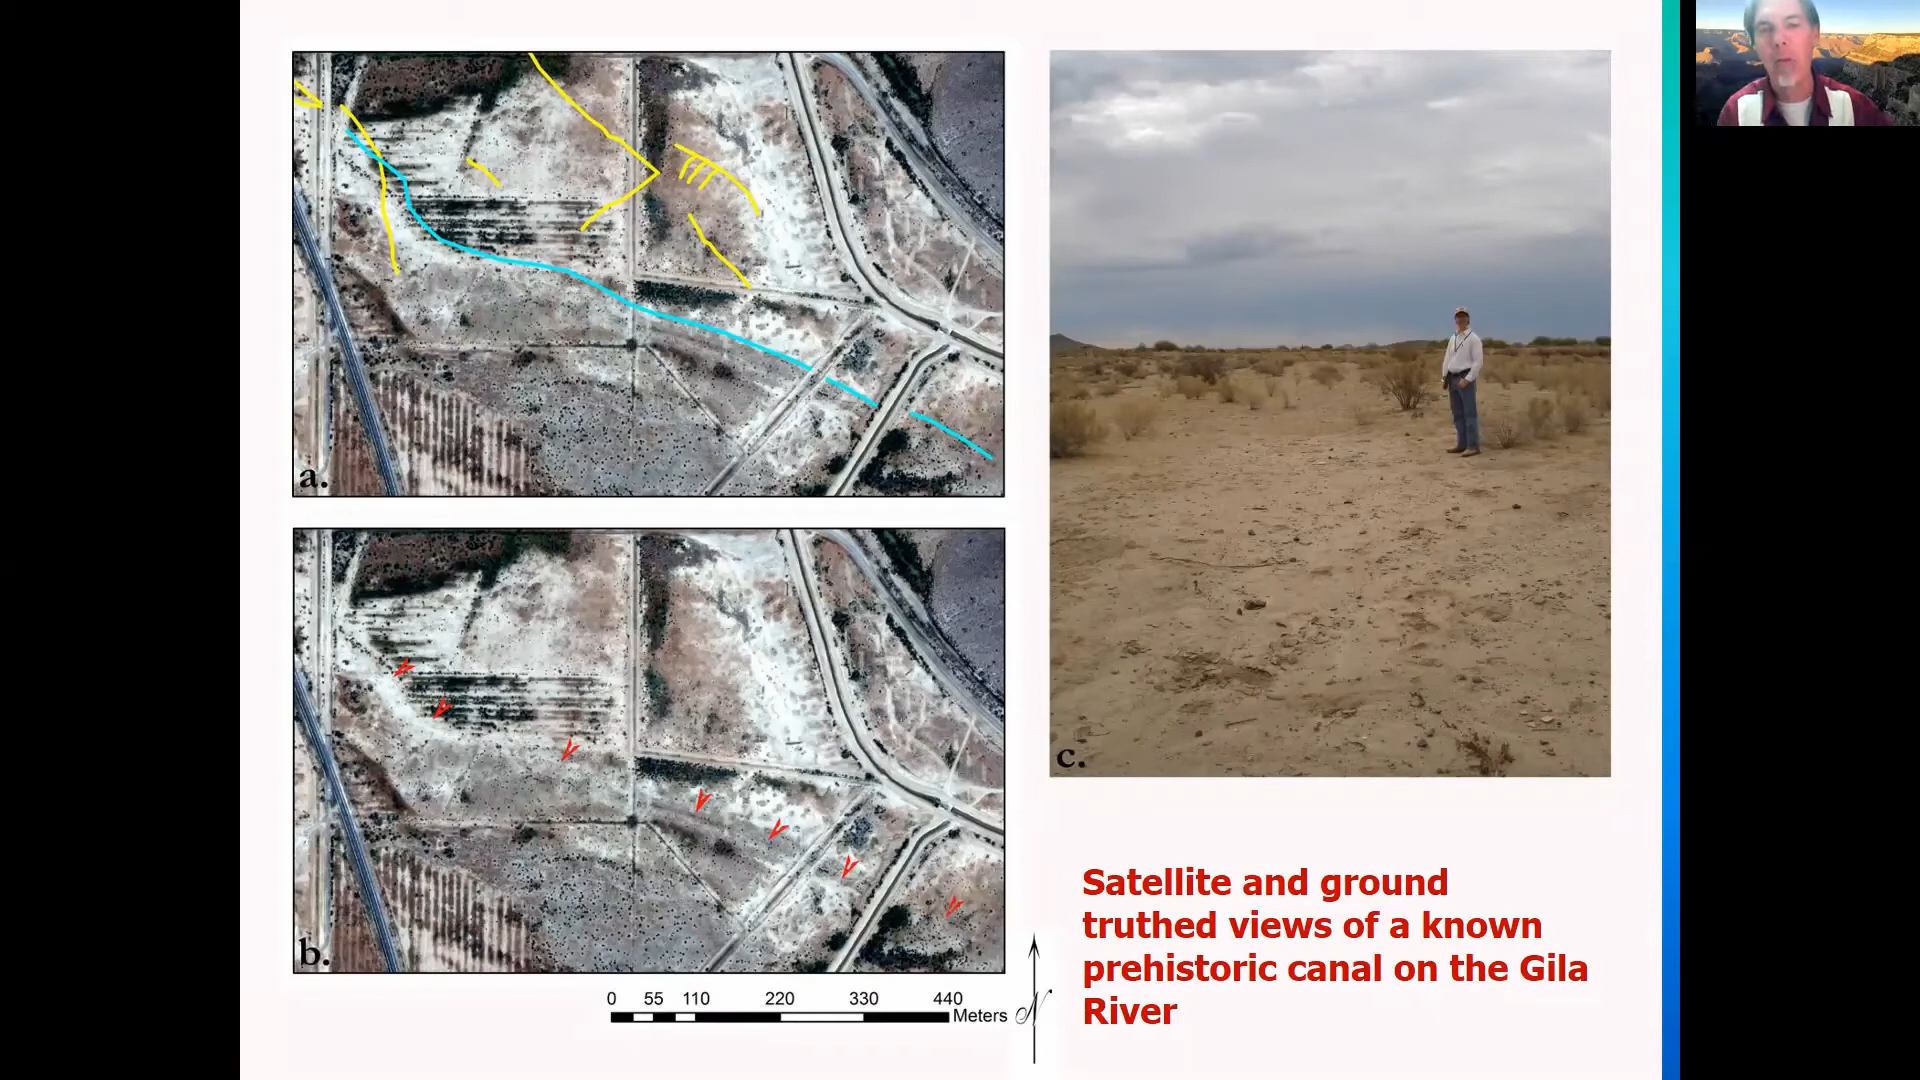 a.
b.
c.
0 55 110 220 330 440
Meters
N
Satellite and ground
truthed views of a known
prehistoric canal on the Gila
River